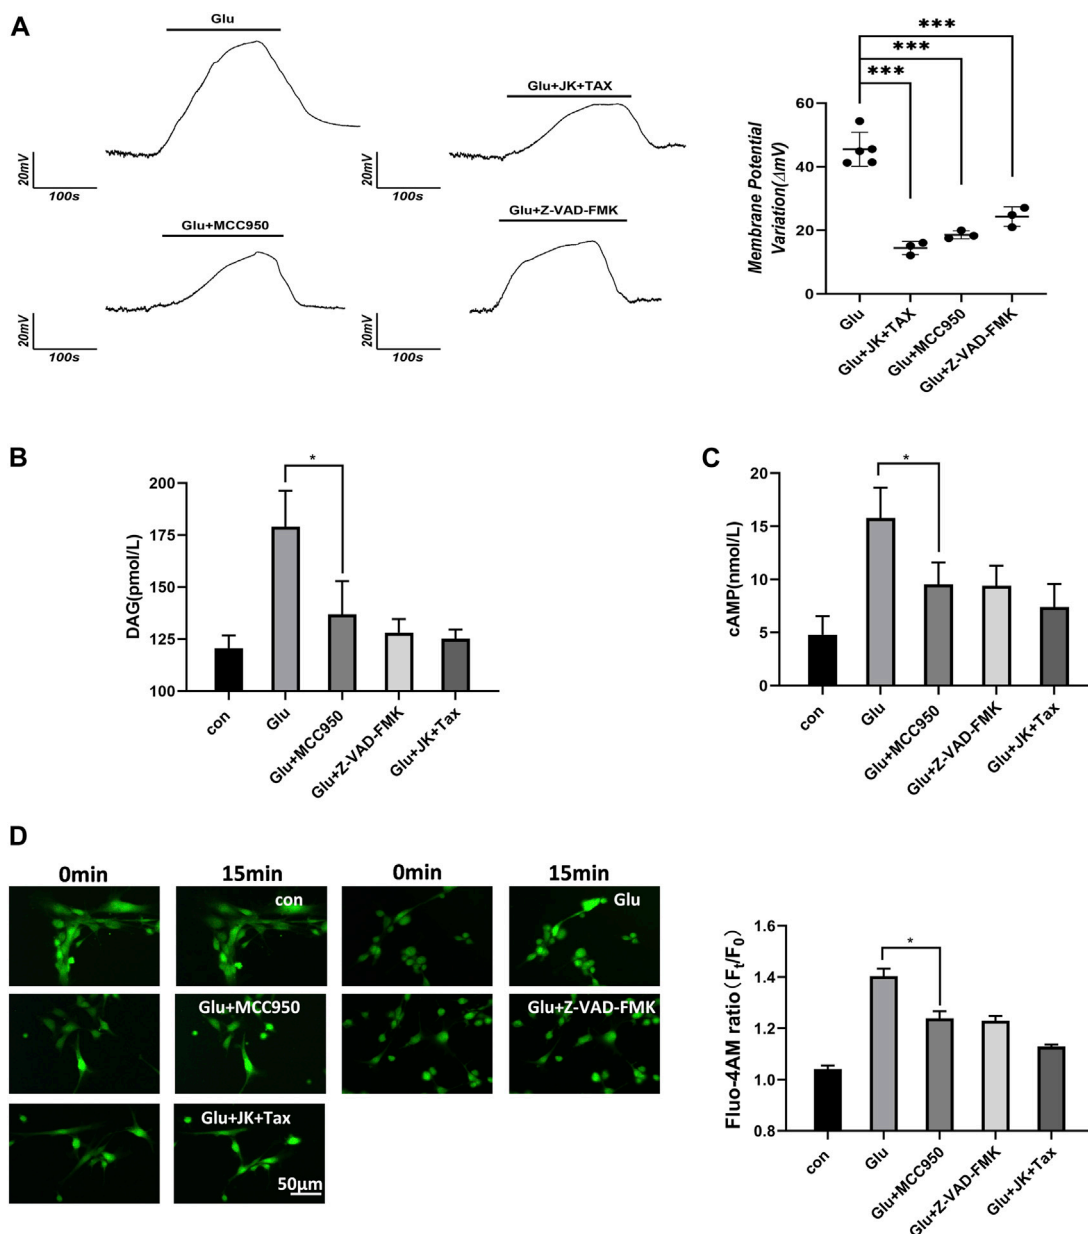 A
Glu
20mV
100s
Glu+JK+TAX
20mV
100s
Glu+MCC950
20mV
100s
Glu+Z-VAD-FMK
20mV
100s
***
***
***
Membrane Potential
Variation(ΔmV)
60
40
20
0
Glu
Glu+JK+TAX
Glu+MCC950
Glu+Z-VAD-FMK
B
*
DAG(pmol/L)
200
175
150
125
100
con
Glu
Glu+MCC950
Glu+Z-VAD-FMK
Glu+JK+Tax
C
*
cAMP(nmol/L)
20
15
10
5
0
con
Glu
Glu+MCC950
Glu+Z-VAD-FMK
Glu+JK+Tax
D
0min 15min 0min 15min
con
Glu
Glu+MCC950
Glu+Z-VAD-FMK
Glu+JK+Tax
50μm
*
Fluo-4AM ratio(Ft/F0)
1.6
1.4
1.2
1.0
0.8
con
Glu
Glu+MCC950
Glu+Z-VAD-FMK
Glu+JK+Tax